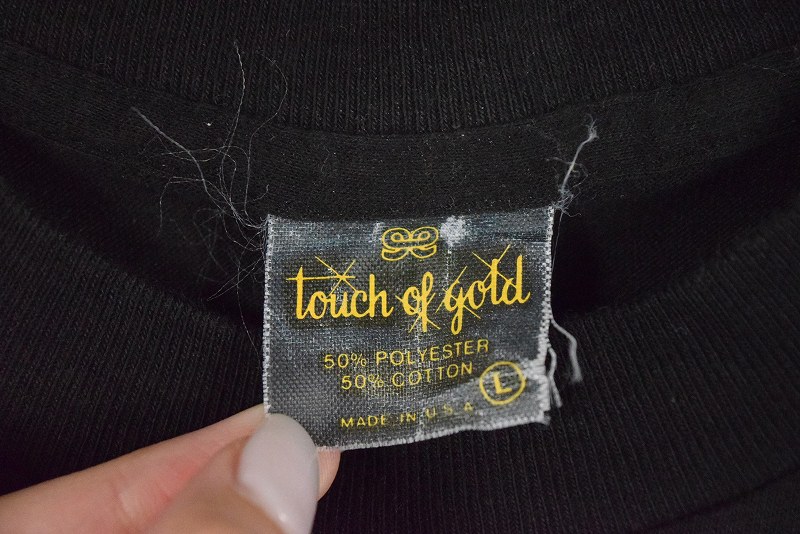 touch of gold
50% POLYESTER
50% COTTON
L
MADE IN U.S.A.